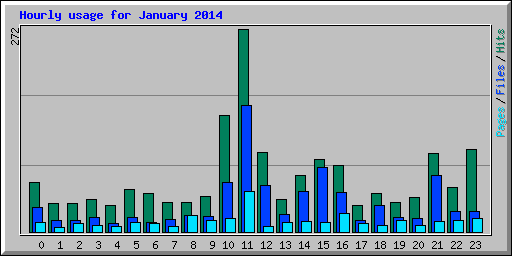 Hourly usage for January 2014
272
Pages/Files/Hits
0 1 2 3 4 5 6 7 8 9 10 11 12 13 14 15 16 17 18 19 20 21 22 23